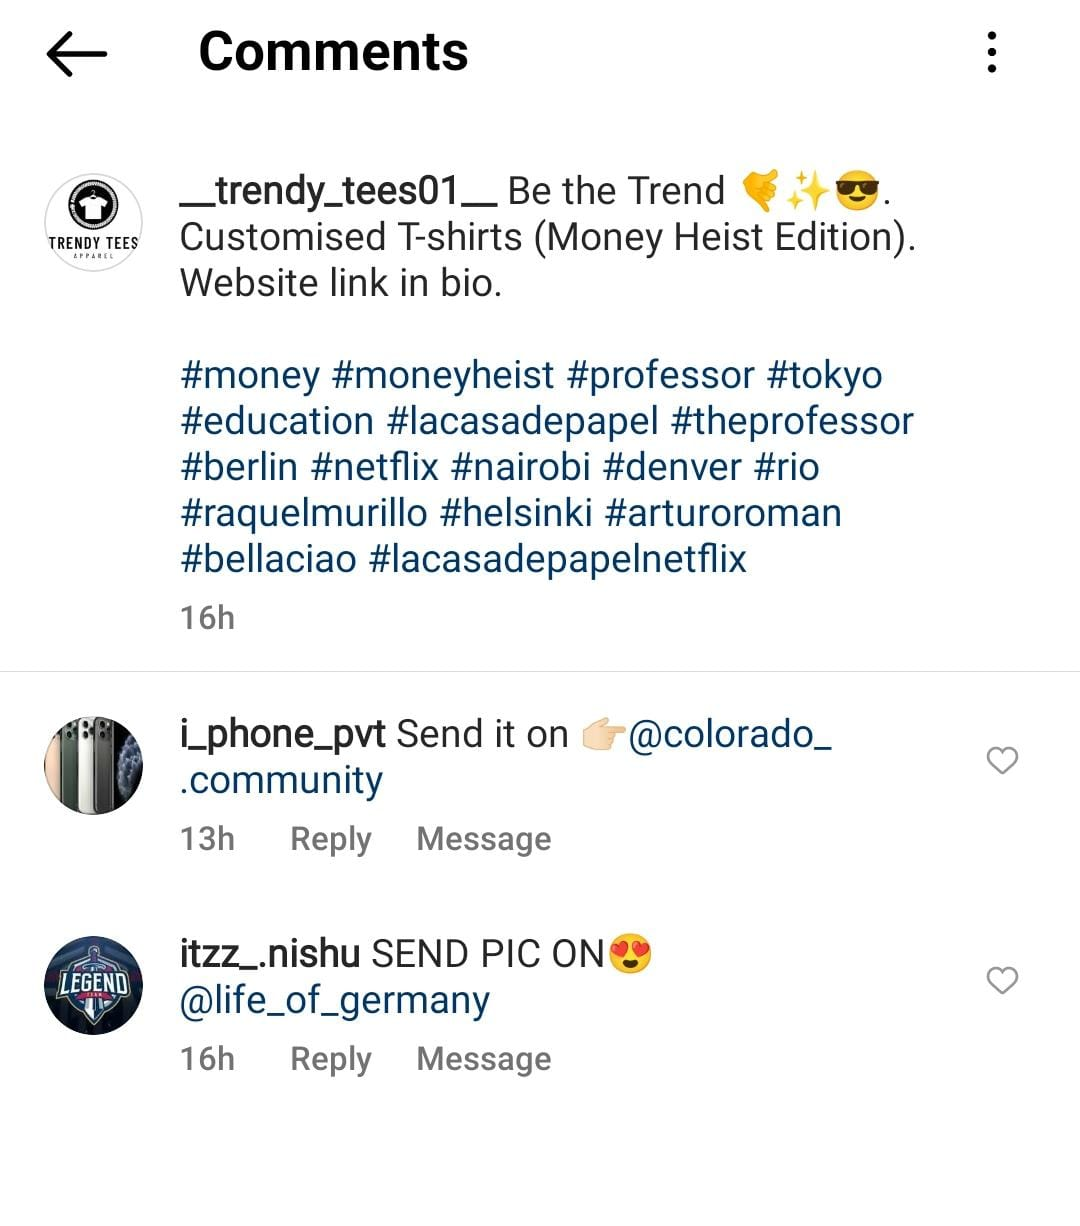 Comments
__trendy_tees01__ Be the Trend 🤙✨😎.
TRENDY TEES
APPAREL
Customised T-shirts (Money Heist Edition).
Website link in bio.
#money #moneyheist #professor #tokyo
#education #lacasadepapel #theprofessor
#berlin #netflix #nairobi #denver #rio
#raquelmurillo #helsinki #arturoroman
#bellaciao #lacasadepapelnetflix
16h
i_phone_pvt Send it on 👉🏻@colorado_
.community
13h Reply Message
itzz_.nishu SEND PIC ON😍
@life_of_germany
LEGEND
TEAM
16h Reply Message